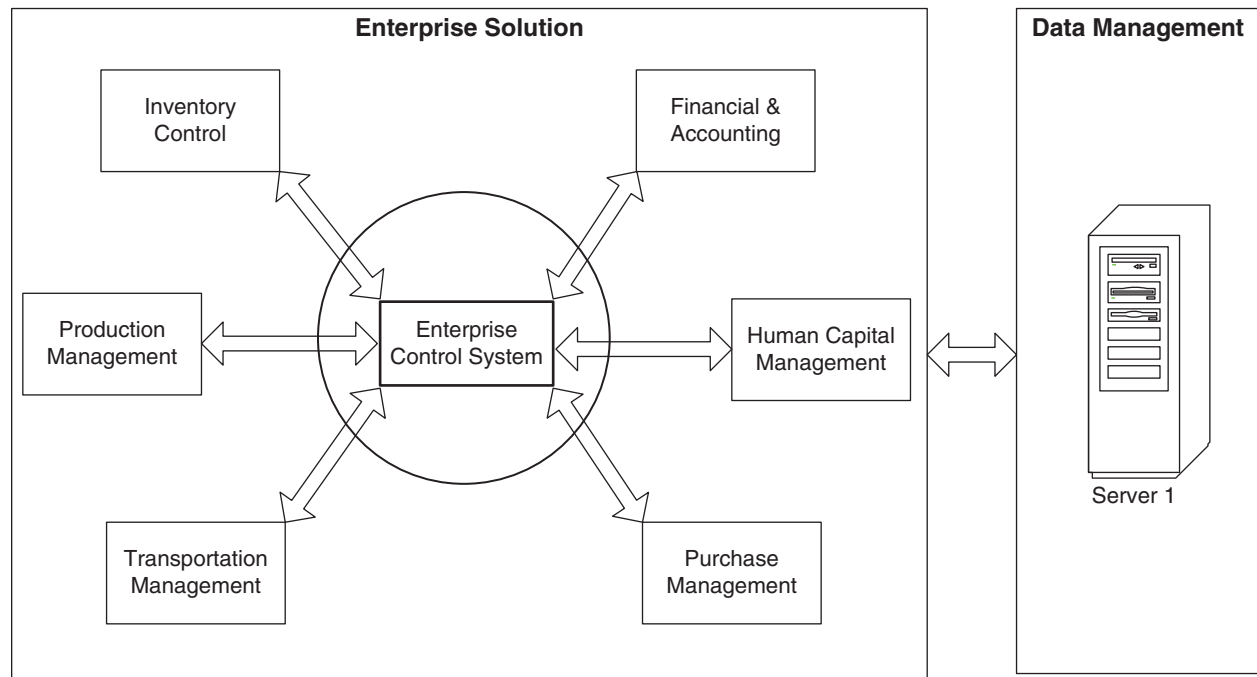 Enterprise Solution
Data Management
Inventory
Control
Financial &
Accounting
Production
Management
Enterprise
Control System
Human Capital
Management
Transportation
Management
Purchase
Management
Server 1